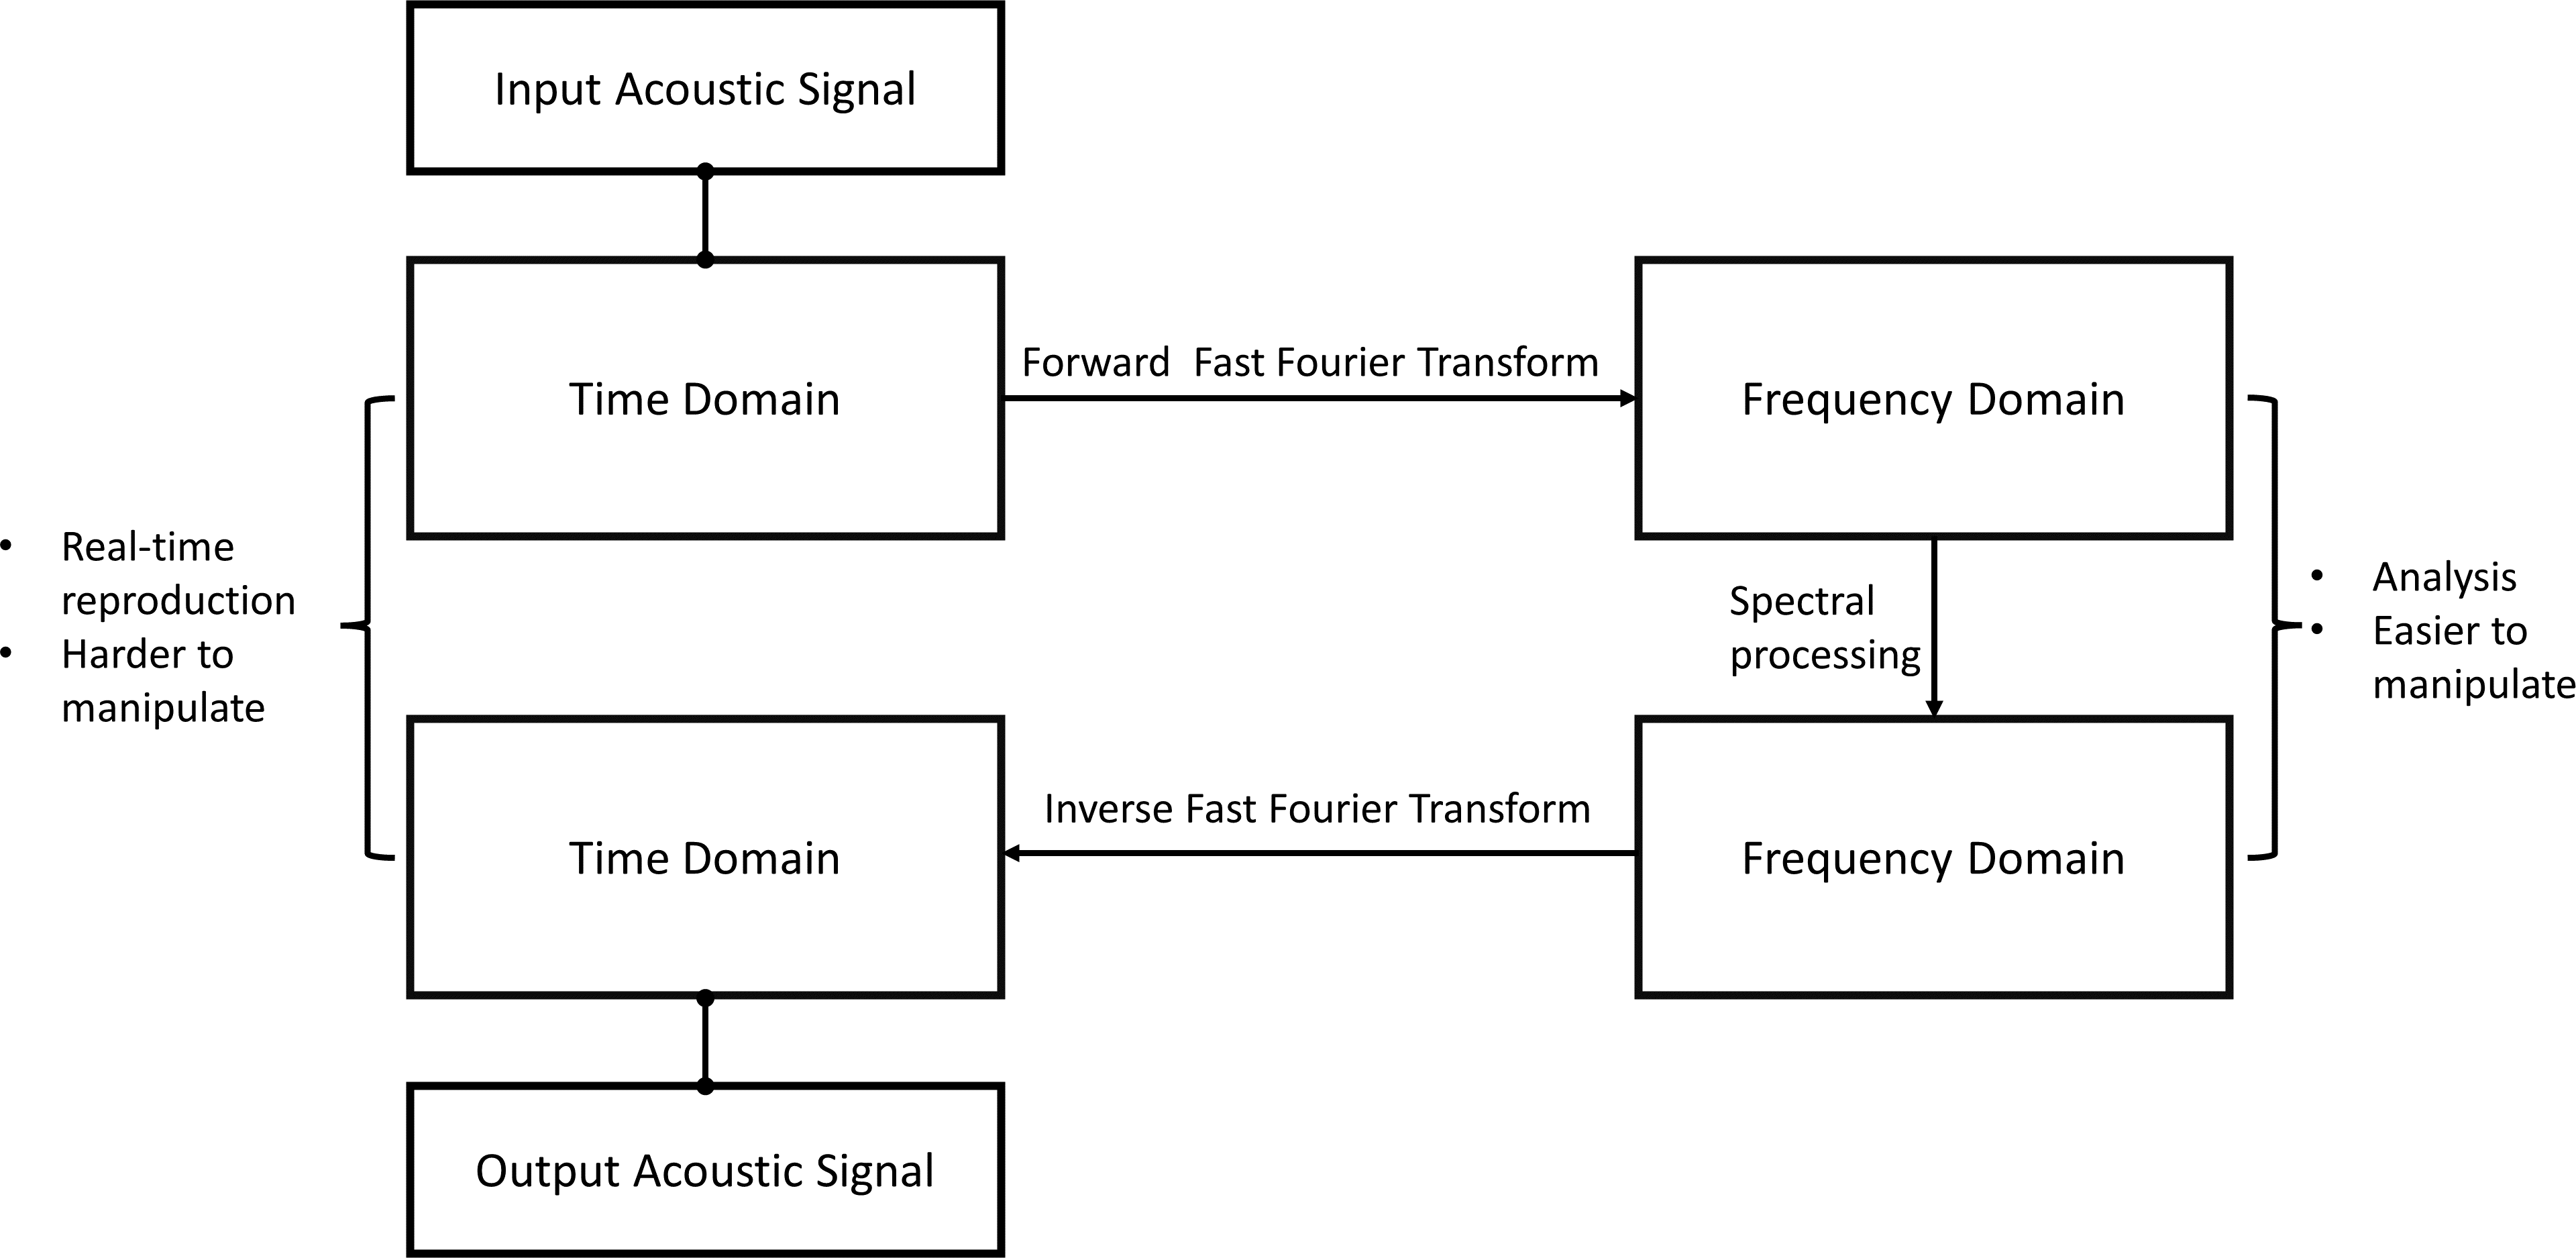 Input Acoustic Signal
Time Domain
Forward  Fast Fourier Transform
Frequency Domain
• Real-time
reproduction
• Harder to
manipulate
Spectral
processing
• Analysis
• Easier to
manipulate
Time Domain
Inverse Fast Fourier Transform
Frequency Domain
Output Acoustic Signal